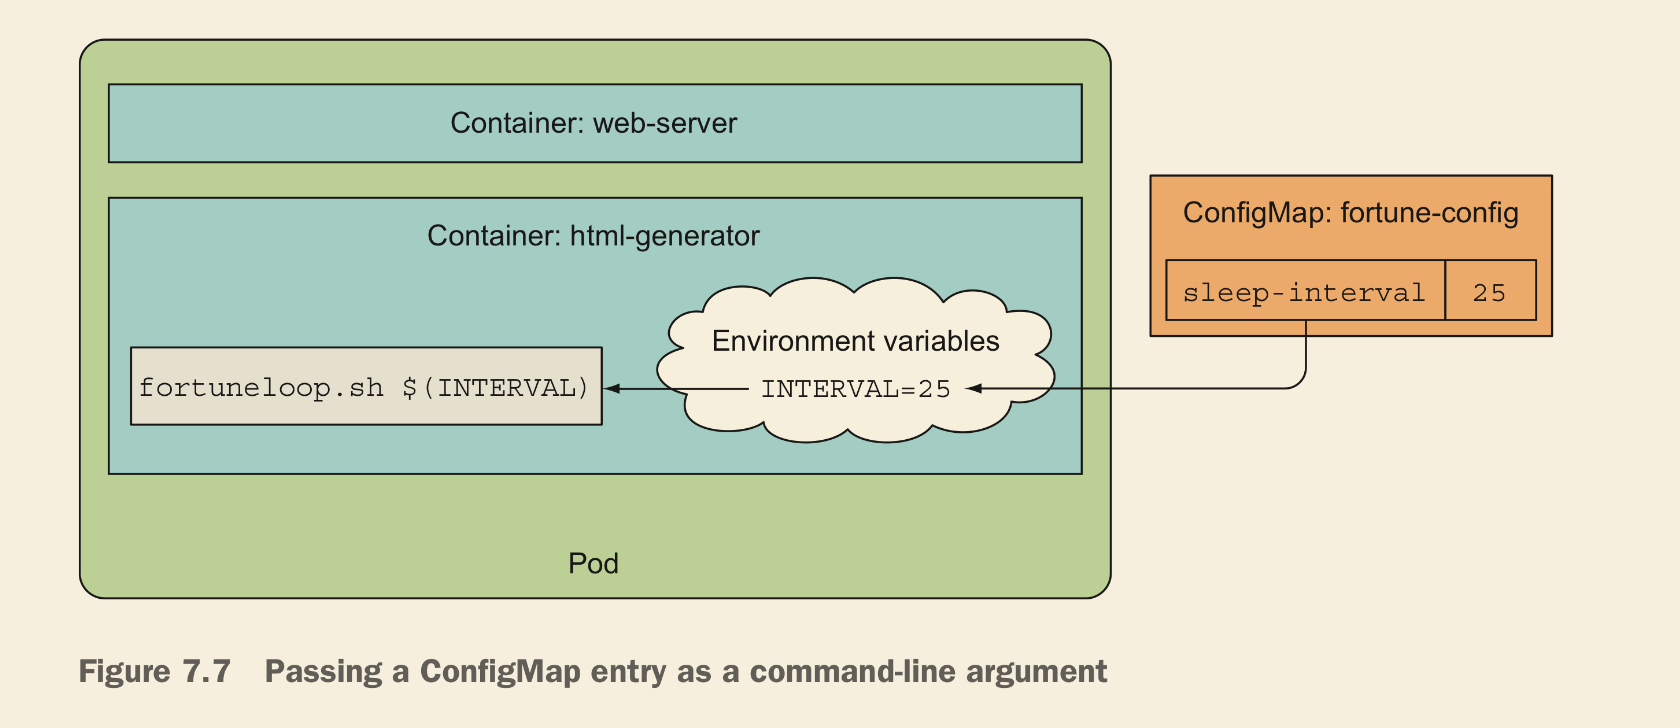 Container: web-server
Container: html-generator
ConfigMap: fortune-config
sleep-interval 25
Environment variables
fortuneloop.sh $(INTERVAL) INTERVAL=25
Pod
Figure 7.7 Passing a ConfigMap entry as a command-line argument